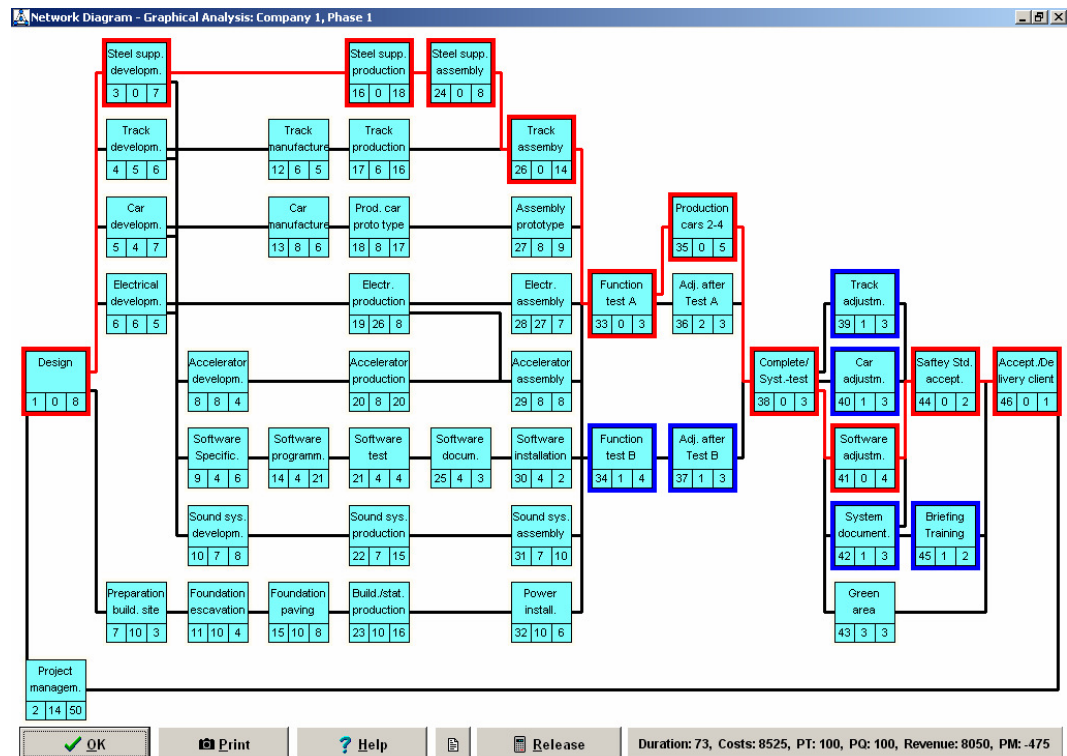 Network Diagram - Graphical Analysis: Company 1, Phase 1
Steel supp.
developm.
3 0 7
Steel supp.
production
16 0 18
Steel supp.
assembly
24 0 8
Track
developm.
4 5 6
Track
manufacture
12 6 5
Track
production
17 6 16
Track
assemby
26 0 14
Car
developm.
5 4 7
Car
manufacture
13 8 6
Prod. car
proto type
18 8 17
Assembly
prototype
27 8 9
Production
cars 2-4
35 0 5
Electrical
developm.
6 6 5
Electr.
production
19 26 8
Electr.
assembly
28 27 7
Function
test A
33 0 3
Adj. after
Test A
36 2 3
Track
adjustm.
39 1 3
Design
1 0 8
Accelerator
developm.
8 8 4
Accelerator
production
20 8 20
Accelerator
assembly
29 8 8
Complete/
Syst.-test
38 0 3
Car
adjustm.
40 1 3
Saftey Std.
accept.
44 0 2
Accept./De
livery client
46 0 1
Software
Specific.
9 4 6
Software
programm.
14 4 21
Software
test
21 4 4
Software
docum.
25 4 3
Software
installation
30 4 2
Function
test B
34 1 4
Adj. after
Test B
37 1 3
Software
adjustm.
41 0 4
Sound sys.
developm.
10 7 8
Sound sys.
production
22 7 15
Sound sys.
assembly
31 7 10
System
document.
42 1 3
Briefing
Training
45 1 2
Preparation
build. site
7 10 3
Foundation
escavation
11 10 4
Foundation
paving
15 10 8
Build./stat.
production
23 10 16
Power
install.
32 10 6
Green
area
43 3 3
Project
managem.
2 14 50
OK
Print
Help
Release
Duration: 73, Costs: 8525, PT: 100, PQ: 100, Revenue: 8050, PM: -475